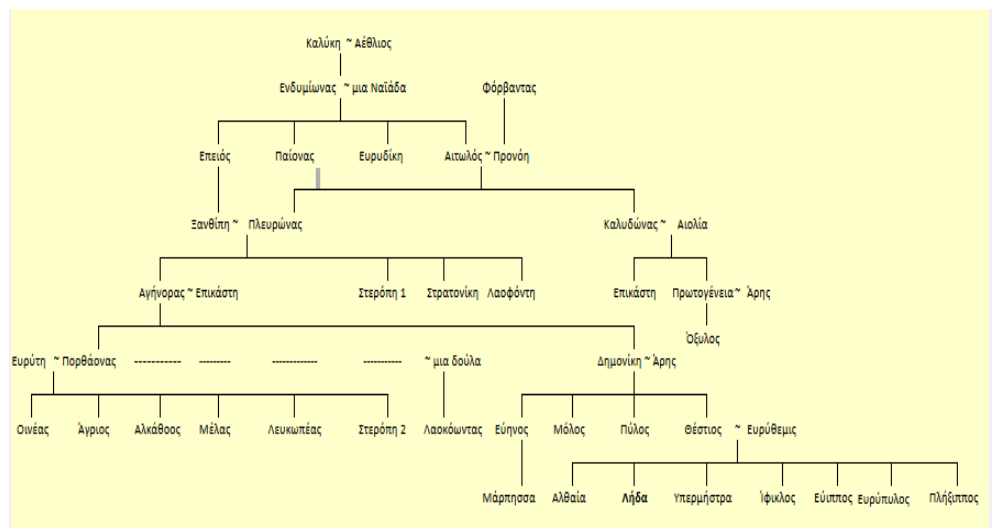 Καλύκη ~ Αέθλιος
Ενδυμίωνας ~ μια Ναϊάδα Φόρβαντας
Επειός Παίονας Ευρυδίκη Αιτωλός ~ Προνόη
Ξανθίπη ~ Πλευρώνας Καλυδώνας ~ Αιολία
Αγήνορας ~ Επικάστη Στερόπη 1 Στρατονίκη Λαοφόντη Επικάστη Πρωτογένεια ~ Άρης
Όξυλος
Ευρύτη ~ Πορθάονας ----------- --------- ------------- ----------- ~ μια δούλα Δημονίκη ~ Άρης
Οινέας Άγριος Αλκάθοος Μέλας Λευκωπέας Στερόπη 2 Λαοκόωντας Εύηνος Μόλος Πύλος Θέστιος ~ Ευρύθεμις
Μάρπησσα Αλθαία Λήδα Υπερμήστρα Ίφικλος Εύιππος Ευρύπυλος Πλήξιππος